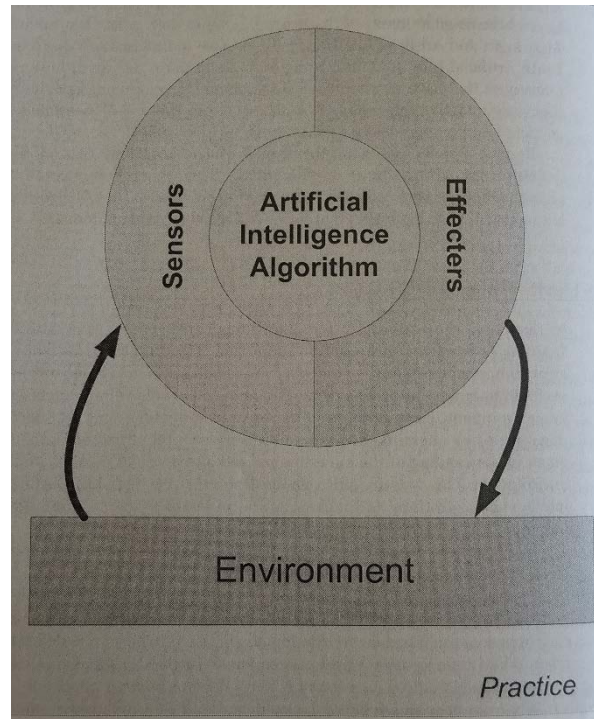 Sensors
Artificial
Intelligence
Algorithm
Effecters
Environment
Practice